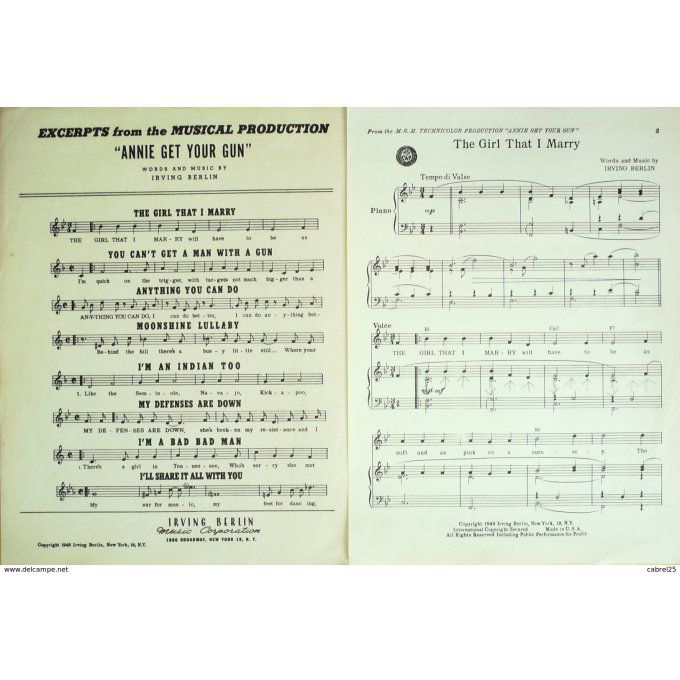 EXCERPTS from the MUSICAL PRODUCTION
"ANNIE GET YOUR GUN"
WORDS AND MUSIC BY
IRVING BERLIN
THE GIRL THAT I MARRY
THE GIRL THAT I MAR-RY will have to be as
YOU CAN'T GET A MAN WITH A GUN
I'm quick on the trig-ger, with tar-gets not much big-ger than a
ANYTHING YOU CAN DO
AN-Y-THING YOU CAN DO, I can do bet-ter, I can do an-y-thing bet-
MOONSHINE LULLABY
Be-hind the hill there's a bus-y lit-tle still... Where your
I'M AN INDIAN TOO
1. Like the Sem-in-ole, Na-va-jo, Kick-a-poo,
MY DEFENSES ARE DOWN
MY DE-FEN-SES ARE DOWN, she's brok-en my re-sist-ance and I
I'M A BAD BAD MAN
1. There's a girl in Ten-nes-see, Who's sor-ry she met
I'LL SHARE IT ALL WITH YOU
My ear for mu-sic, my feet for danc-ing,
IRVING BERLIN
Music Corporation
1650 BROADWAY, NEW YORK 19, N. Y.
Copyright 1946 Irving Berlin, New York, 19, N.Y.
From the M. G. M. TECHNICOLOR PRODUCTION "ANNIE GET YOUR GUN"
3
The Girl That I Marry
Words and Music by
IRVING BERLIN
Tempo di Valse
Piano
mp
Voice
Bb Cm7 F7
THE GIRL THAT I MAR-RY will have to be as
mf
Bb
soft and as pink as a nurs-er-y. The
Copyright 1946 Irving Berlin, New York, 19, N.Y.
International Copyright Secured Made in U.S.A.
All Rights Reserved Including Public Performance for Profit
www.delcampe.net
cabrel25